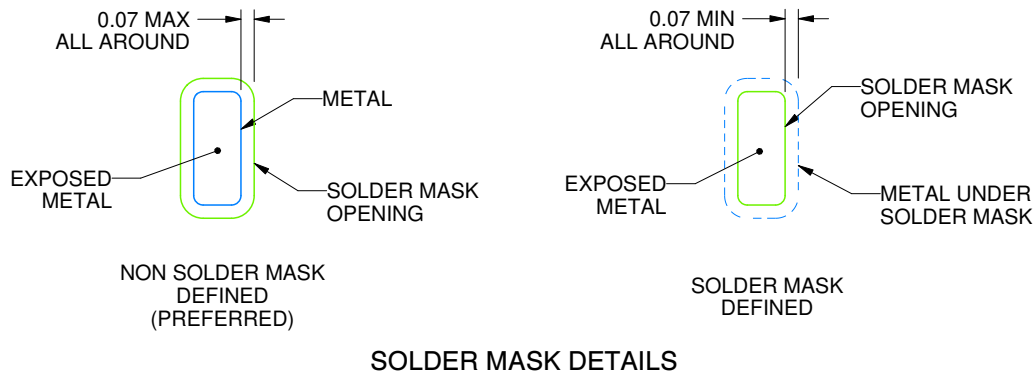 0.07 MAX
ALL AROUND
METAL
EXPOSED
METAL
SOLDER MASK
OPENING
NON SOLDER MASK
DEFINED
(PREFERRED)
0.07 MIN
ALL AROUND
SOLDER MASK
OPENING
EXPOSED
METAL
METAL UNDER
SOLDER MASK
SOLDER MASK
DEFINED
SOLDER MASK DETAILS